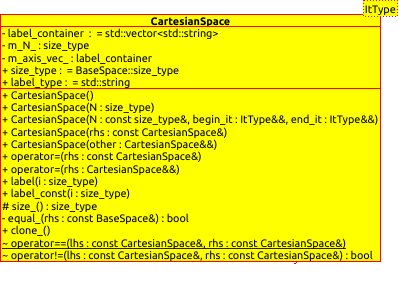 ItType
CartesianSpace
- label_container : = std::vector<std::string>
- m_N_ : size_type
- m_axis_vec_ : label_container
+ size_type : = BaseSpace::size_type
+ label_type : = std::string
+ CartesianSpace()
+ CartesianSpace(N : size_type)
+ CartesianSpace(N : const size_type&, begin_it : ItType&&, end_it : ItType&&)
+ CartesianSpace(rhs : const CartesianSpace&)
+ CartesianSpace(other : CartesianSpace&&)
+ operator=(rhs : const CartesianSpace&)
+ operator=(rhs : CartesianSpace&&)
+ label(i : size_type)
+ label_const(i : size_type)
# size_() : size_type
- equal_(rhs : const BaseSpace&) : bool
+ clone_()
~ operator==(lhs : const CartesianSpace&, rhs : const CartesianSpace&)
~ operator!=(lhs : const CartesianSpace&, rhs : const CartesianSpace&) : bool